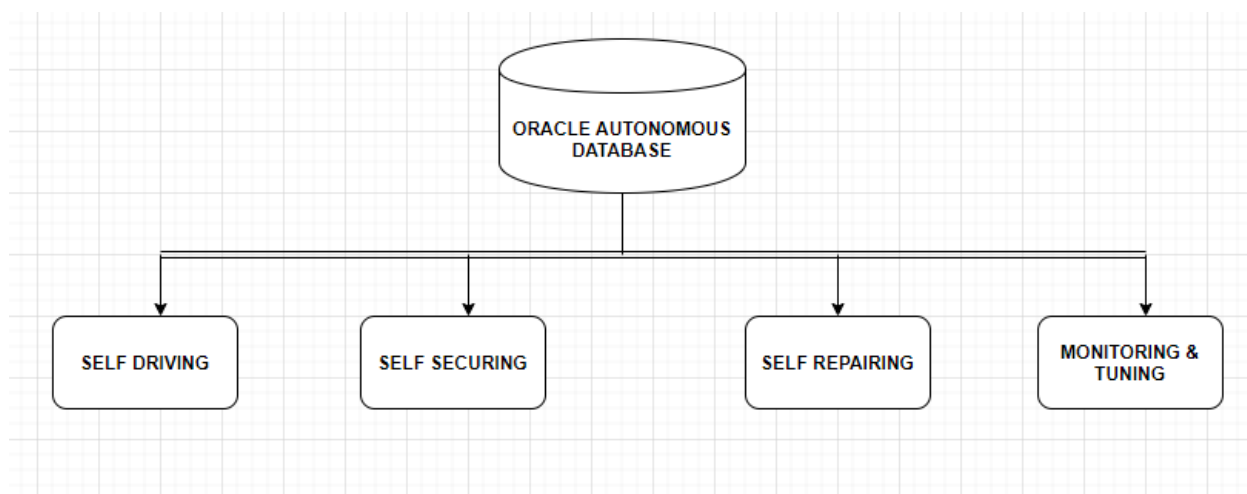 ORACLE AUTONOMOUS
DATABASE
SELF DRIVING
SELF SECURING
SELF REPAIRING
MONITORING &
TUNING